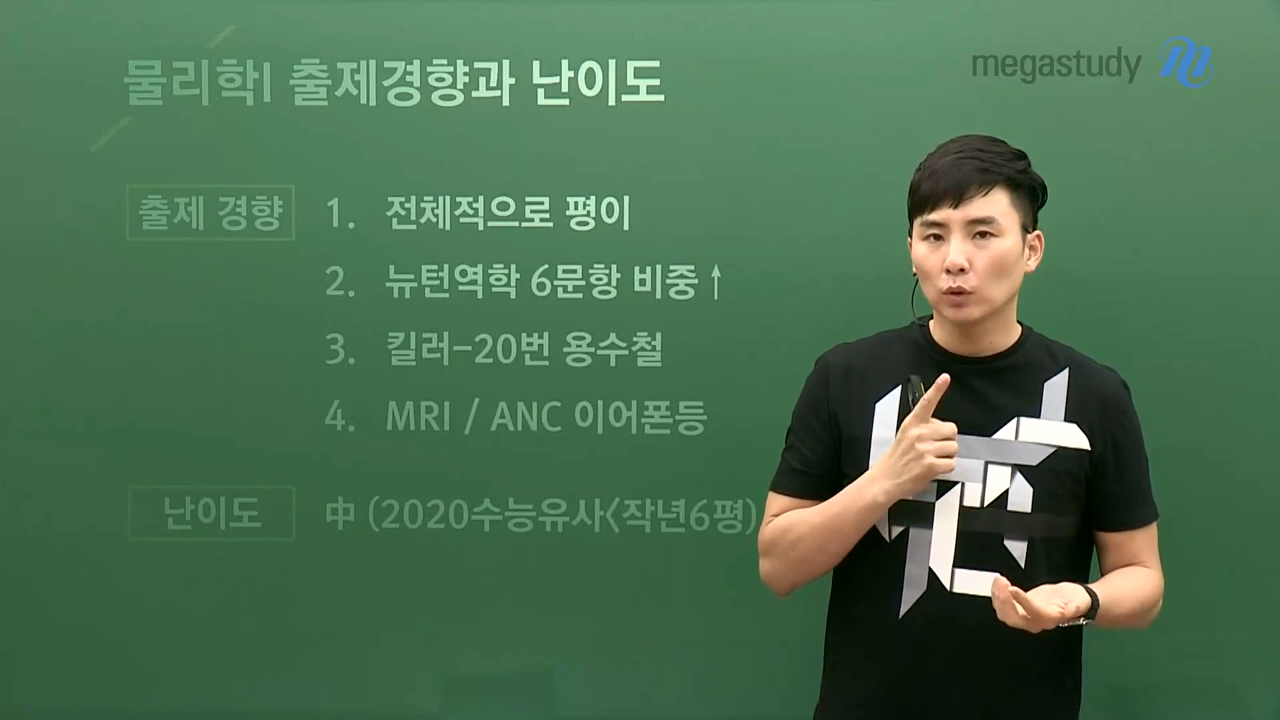 물리학I 출제경향과 난이도
megastudy
출제 경향
1. 전체적으로 평이
2. 뉴턴역학 6문항 비중 ↑
3. 킬러-20번 용수철
4. MRI / ANC 이어폰등
난이도
中 (2020수능유사<작년6평)